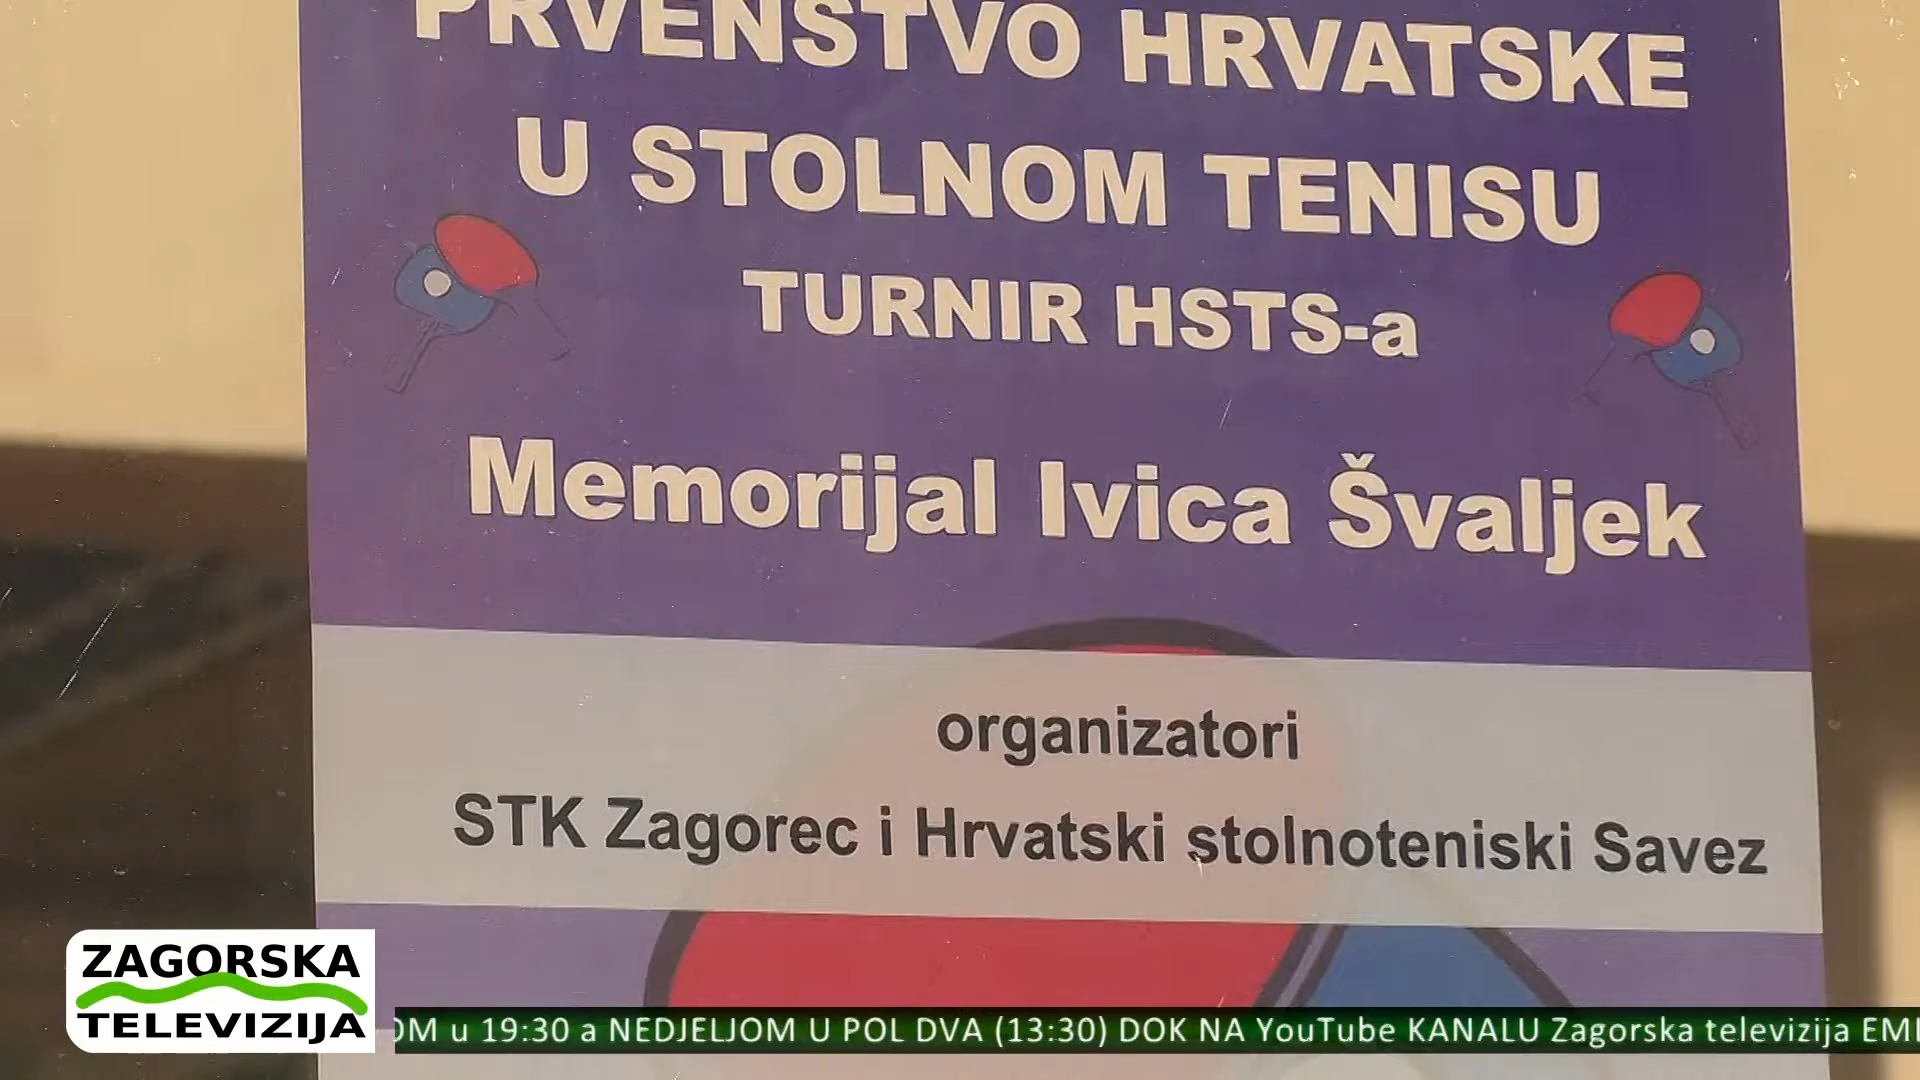 PRVENSTVO HRVATSKE
U STOLNOM TENISU
TURNIR HSTS-a
Memorijal Ivica Švaljek
organizatori
STK Zagorec i Hrvatski stolnoteniski Savez
ZAGORSKA
TELEVIZIJA
u 19:30 a NEDJELJOM U POL DVA (13:30) DOK NA YouTube KANALU Zagorska televizija